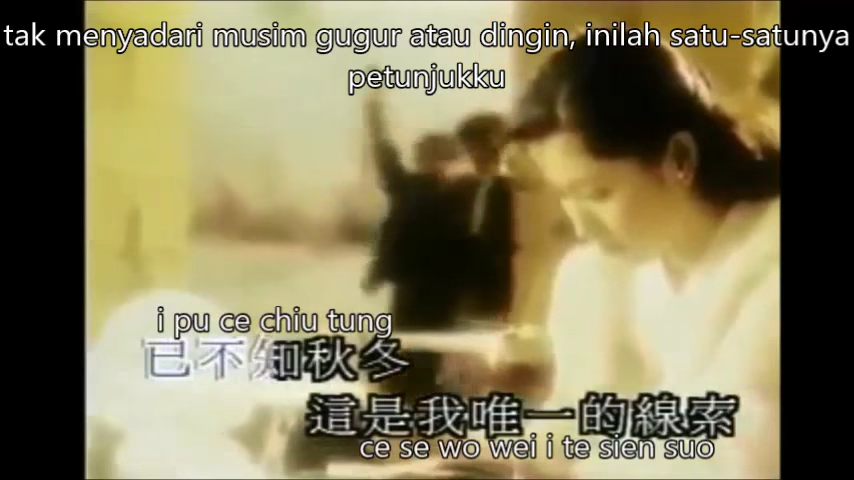 tak menyadari musim gugur atau dingin, inilah satu-satunya
petunjukku
i pu ce chiu tung
已不知秋冬
這是我唯一的線索
ce se wo wei i te sien suo